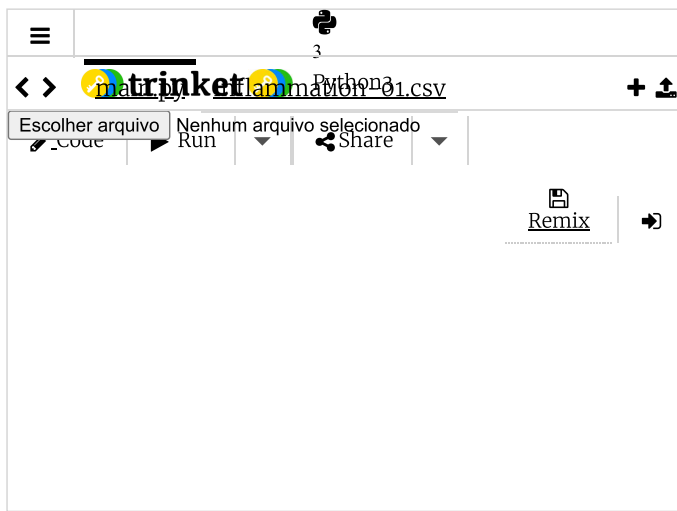 3
Python3
trinket
main.py inflammation-01.csv
Escolher arquivo Nenhum arquivo selecionado
Code Run Share
Remix